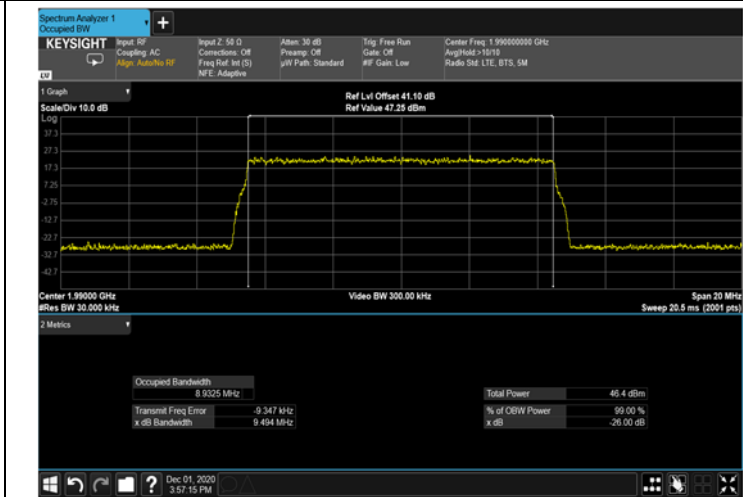 Spectrum Analyzer 1
Occupied BW
+
KEYSIGHT
Input: RF
Coupling: AC
Align: Auto/No RF
Input Z: 50 Ω
Corrections: Off
Freq Ref: Int (S)
NFE: Adaptive
Atten: 30 dB
Preamp: Off
µW Path: Standard
Trig: Free Run
Gate: Off
#IF Gain: Low
Center Freq: 1.990000000 GHz
Avg|Hold:>10/10
Radio Std: LTE, BTS, 5M
LV
1 Graph
Scale/Div 10.0 dB
Ref Lvl Offset 41.10 dB
Ref Value 47.25 dBm
Log
37.3
27.3
17.3
7.25
-2.75
-12.7
-22.7
-32.7
-42.7
Center 1.99000 GHz
#Res BW 30.000 kHz
Video BW 300.00 kHz
Span 20 MHz
Sweep 20.5 ms (2001 pts)
2 Metrics
Occupied Bandwidth
8.9325 MHz
Transmit Freq Error -9.347 kHz
x dB Bandwidth 9.494 MHz
Total Power 46.4 dBm
% of OBW Power 99.00 %
x dB -26.00 dB
?
Dec 01, 2020
3:57:15 PM